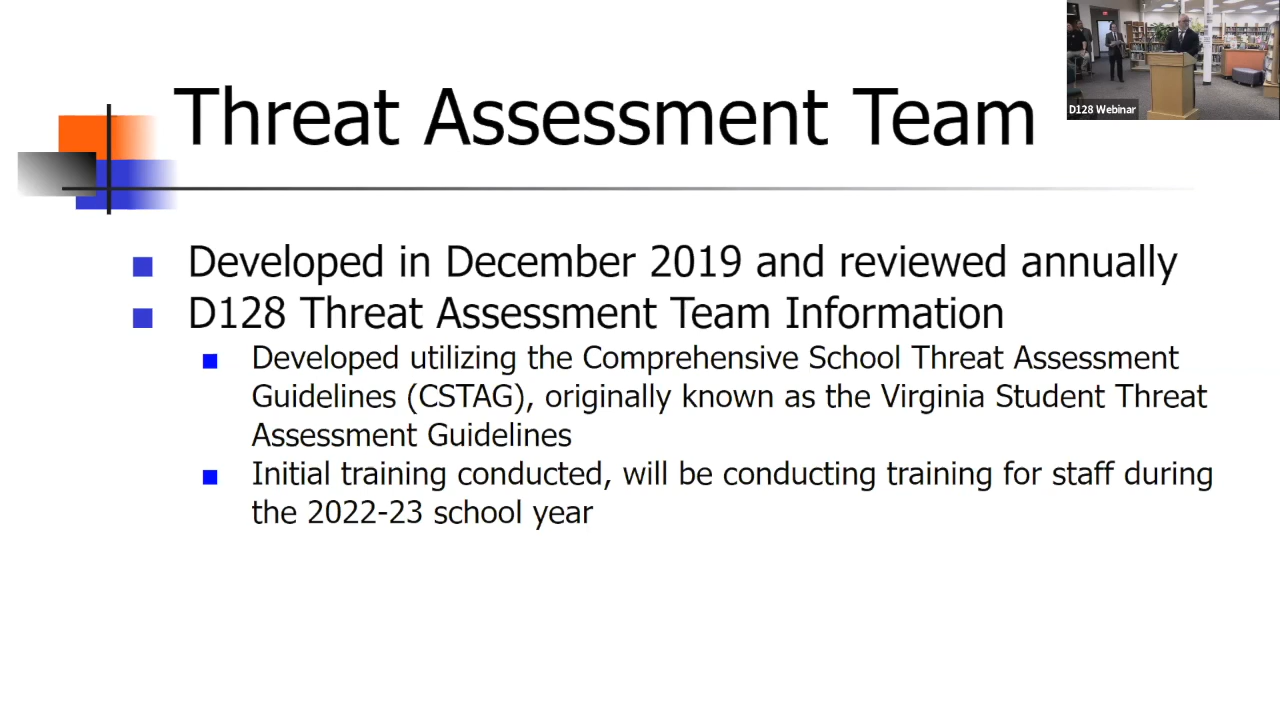 Threat Assessment Team
D128 Webinar
Developed in December 2019 and reviewed annually
D128 Threat Assessment Team Information
Developed utilizing the Comprehensive School Threat Assessment
Guidelines (CSTAG), originally known as the Virginia Student Threat
Assessment Guidelines
Initial training conducted, will be conducting training for staff during
the 2022-23 school year